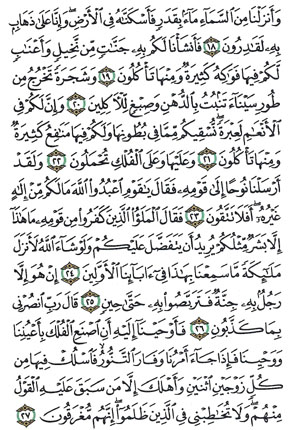 وَأَنزَلْنَا مِنَ ٱلسَّمَآءِ مَآءًۢ بِقَدَرٍ فَأَسْكَنَّٰهُ فِى ٱلْأَرْضِ ۖ وَإِنَّا عَلَىٰ ذَهَابٍۭ
بِهِۦ لَقَٰدِرُونَ ١٨ فَأَنشَأْنَا لَكُم بِهِۦ جَنَّٰتٍ مِّن نَّخِيلٍ وَأَعْنَٰبٍ
لَّكُمْ فِيهَا فَوَٰكِهُ كَثِيرَةٌ وَمِنْهَا تَأْكُلُونَ ١٩ وَشَجَرَةً تَخْرُجُ مِن
طُورِ سَيْنَآءَ تَنۢبُتُ بِٱلدُّهْنِ وَصِبْغٍ لِّلْءَاكِلِينَ ٢٠ وَإِنَّ لَكُمْ فِى
ٱلْأَنْعَٰمِ لَعِبْرَةً ۖ نُّسْقِيكُم مِّمَّا فِى بُطُونِهَا وَلَكُمْ فِيهَا مَنَٰفِعُ كَثِيرَةٌ
وَمِنْهَا تَأْكُلُونَ ٢١ وَعَلَيْهَا وَعَلَى ٱلْفُلْكِ تُحْمَلُونَ ٢٢ وَلَقَدْ
أَرْسَلْنَا نُوحًا إِلَىٰ قَوْمِهِۦ فَقَالَ يَٰقَوْمِ ٱعْبُدُوا۟ ٱللَّهَ مَا لَكُم مِّنْ إِلَٰهٍ
غَيْرُهُۥٓ ۖ أَفَلَا تَتَّقُونَ ٢٣ فَقَالَ ٱلْمَلَؤُا۟ ٱلَّذِينَ كَفَرُوا۟ مِن قَوْمِهِۦ مَا هَٰذَآ
إِلَّا بَشَرٌ مِّثْلُكُمْ يُرِيدُ أَن يَتَفَضَّلَ عَلَيْكُمْ وَلَوْ شَآءَ ٱللَّهُ لَأَنزَلَ
مَلَٰٓئِكَةً مَّا سَمِعْنَا بِهَٰذَا فِىٓ ءَابَآئِنَا ٱلْأَوَّلِينَ ٢٤ إِنْ هُوَ إِلَّا
رَجُلٌۢ بِهِۦ جِنَّةٌ فَتَرَبَّصُوا۟ بِهِۦ حَتَّىٰ حِينٍ ٢٥ قَالَ رَبِّ ٱنصُرْنِى
بِمَا كَذَّبُونِ ٢٦ فَأَوْحَيْنَآ إِلَيْهِ أَنِ ٱصْنَعِ ٱلْفُلْكَ بِأَعْيُنِنَا
وَوَحْيِنَا فَإِذَا جَآءَ أَمْرُنَا وَفَارَ ٱلتَّنُّورُ ۙ فَٱسْلُكْ فِيهَا مِن
كُلٍّ زَوْجَيْنِ ٱثْنَيْنِ وَأَهْلَكَ إِلَّا مَن سَبَقَ عَلَيْهِ ٱلْقَوْلُ
مِنْهُمْ ۖ وَلَا تُخَٰطِبْنِى فِى ٱلَّذِينَ ظَلَمُوٓا۟ ۖ إِنَّهُم مُّغْرَقُونَ ٢٧